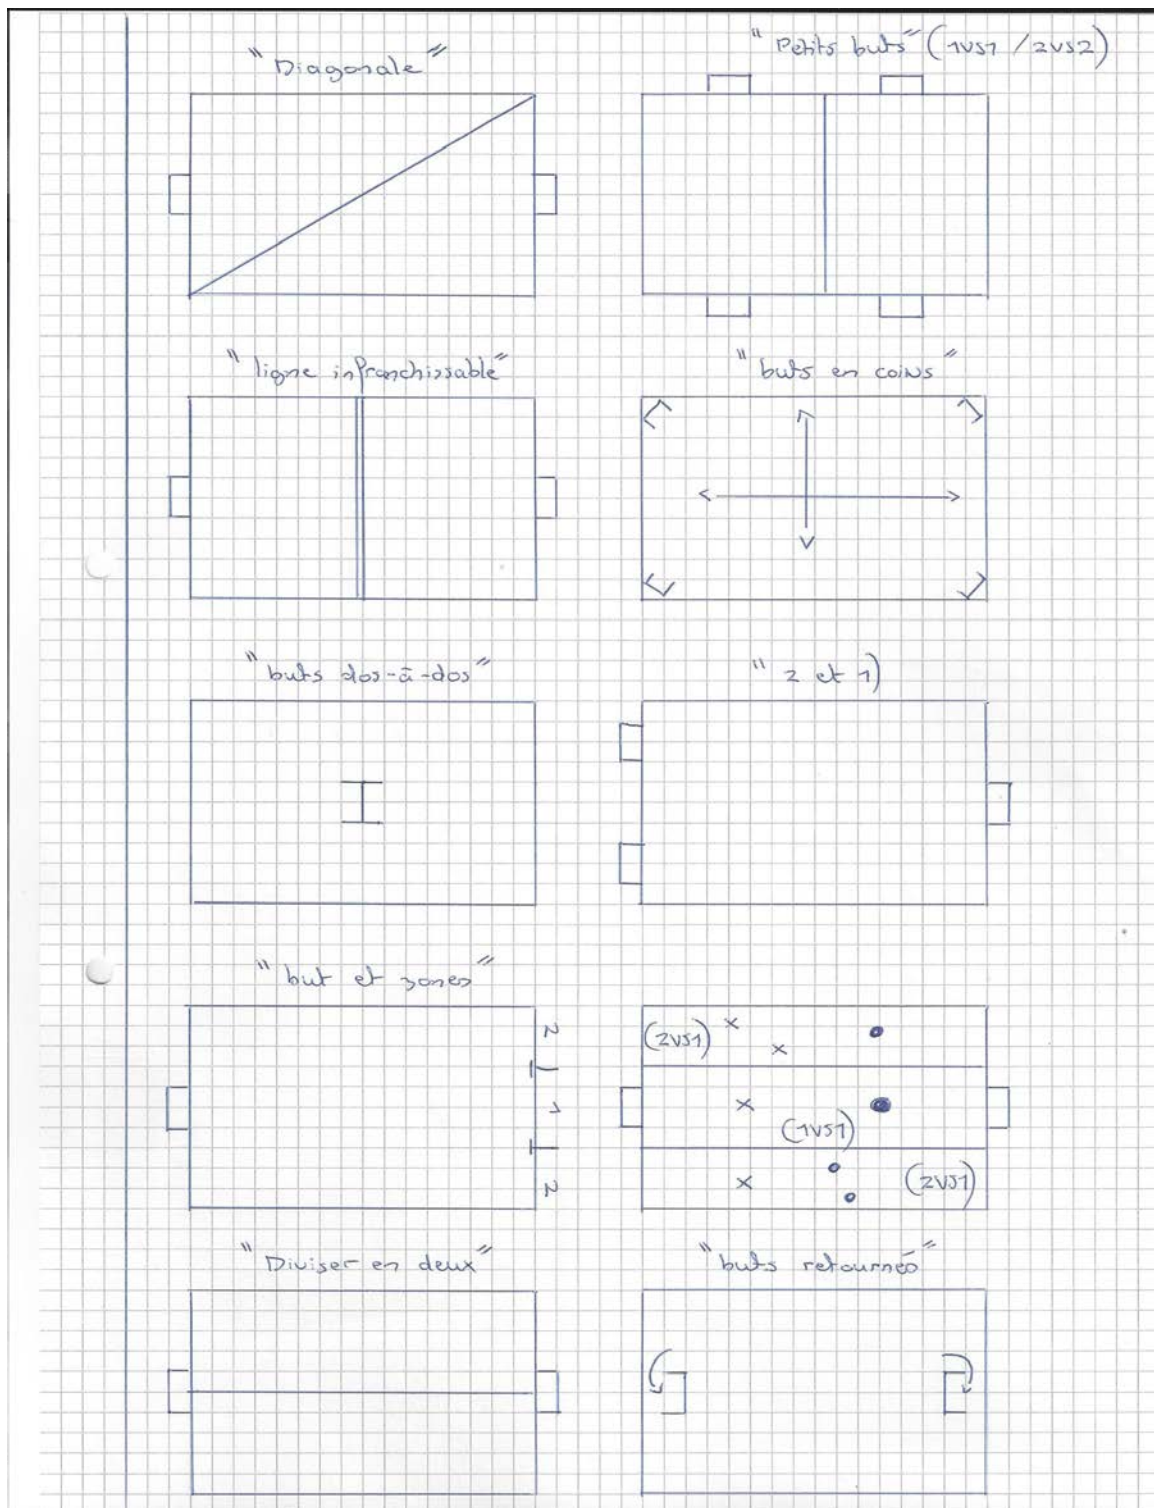 "Diagonale"
"Petits buts" (1vs1 / 2vs2)
"ligne infranchissable"
"buts en coins"
"buts dos-à-dos"
"2 et 1)
"but et zones"
2
1
2
(2vs1)
(1vs1)
(2vs1)
"Diviser en deux"
"buts retournés"